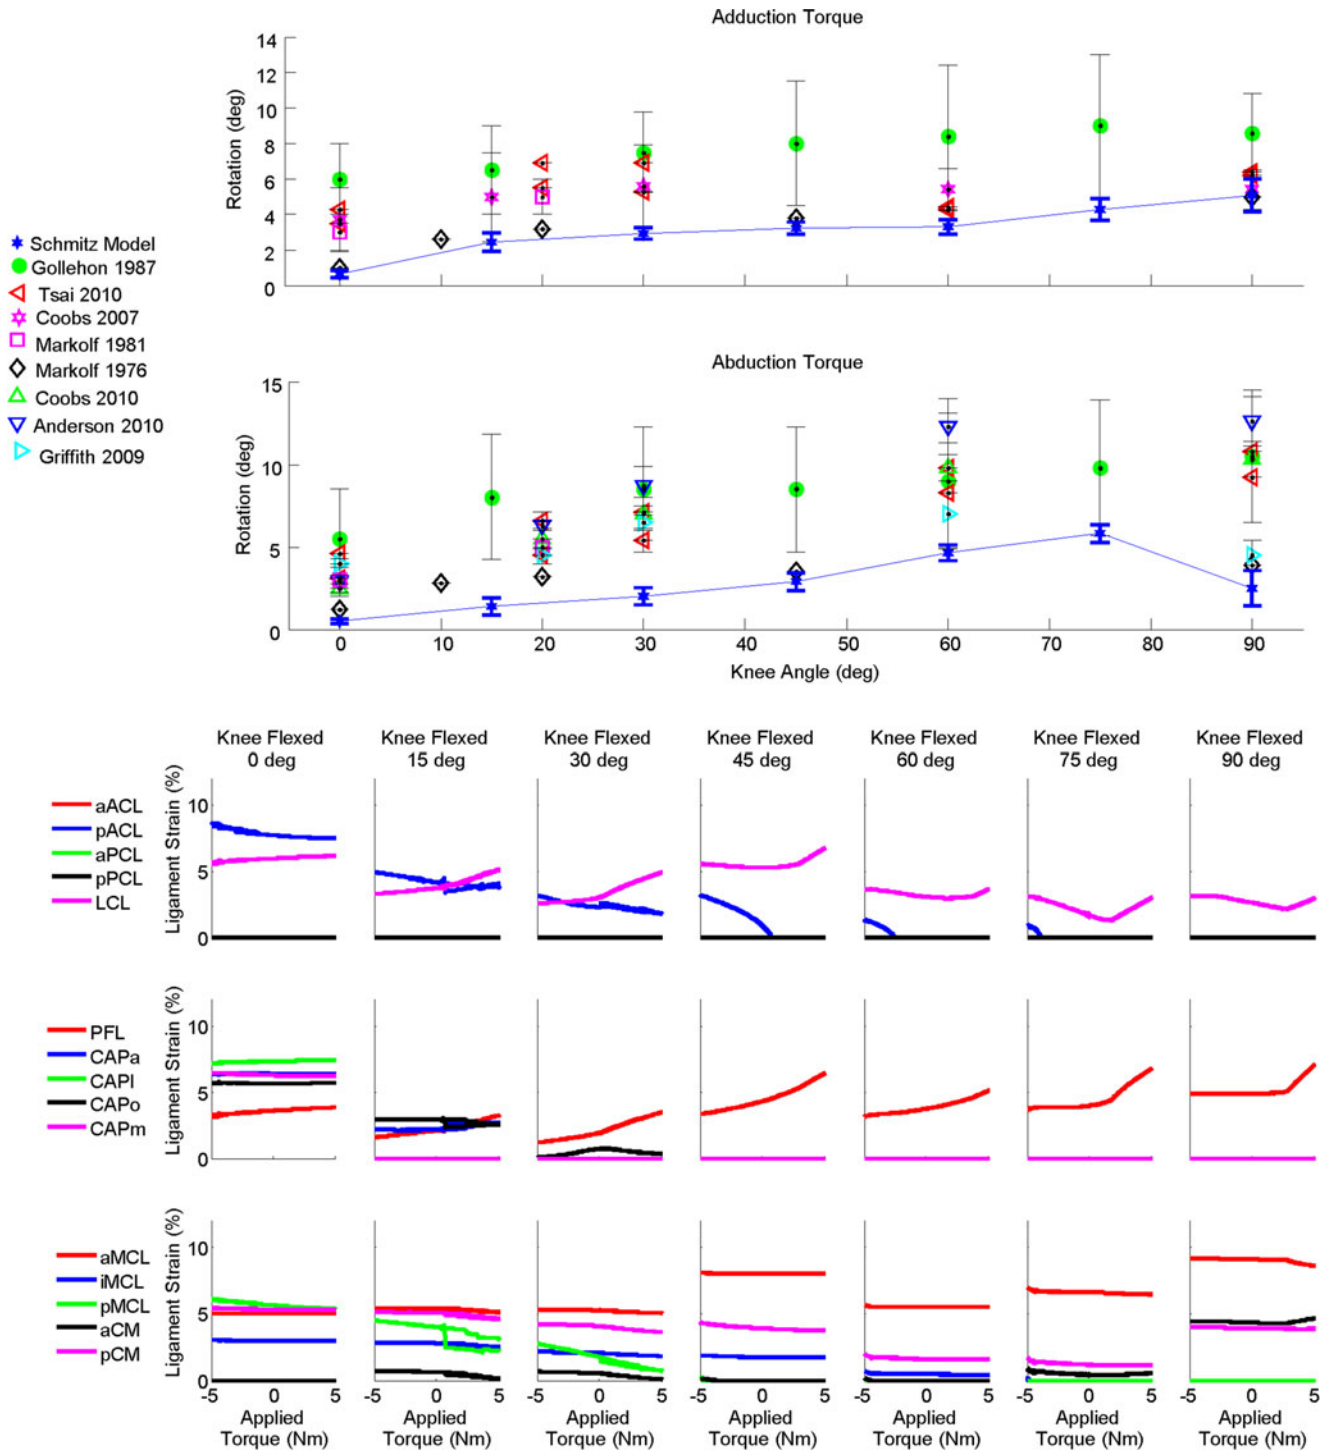 Adduction Torque
14
12
10
8
6
4
2
0
Rotation (deg)
Schmitz Model
Gollehon 1987
Tsai 2010
Coobs 2007
Markolf 1981
Markolf 1976
Coobs 2010
Anderson 2010
Griffith 2009
Abduction Torque
15
10
5
0
Rotation (deg)
0 10 20 30 40 50 60 70 80 90
Knee Angle (deg)
Knee Flexed
0 deg
Knee Flexed
15 deg
Knee Flexed
30 deg
Knee Flexed
45 deg
Knee Flexed
60 deg
Knee Flexed
75 deg
Knee Flexed
90 deg
aACL
pACL
aPCL
pPCL
LCL
Ligament Strain (%)
10
5
0
PFL
CAPa
CAPl
CAPo
CAPm
Ligament Strain (%)
10
5
0
aMCL
iMCL
pMCL
aCM
pCM
Ligament Strain (%)
10
5
0
-5 0 5 -5 0 5 -5 0 5 -5 0 5 -5 0 5 -5 0 5 -5 0 5
Applied
Torque (Nm)
Applied
Torque (Nm)
Applied
Torque (Nm)
Applied
Torque (Nm)
Applied
Torque (Nm)
Applied
Torque (Nm)
Applied
Torque (Nm)